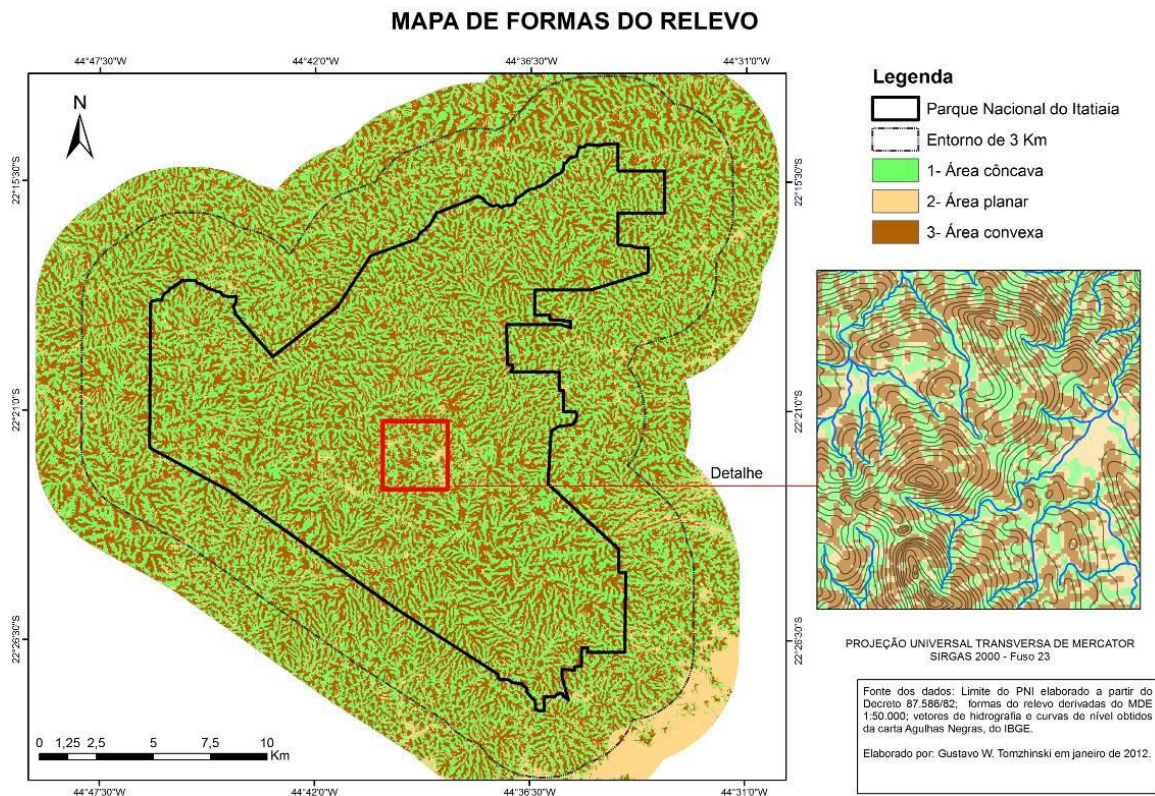 MAPA DE FORMAS DO RELEVO
44°47'30"W
44°42'0"W
44°36'30"W
44°31'0"W
22°15'30"S
22°21'0"S
22°26'30"S
22°15'30"S
22°21'0"S
22°26'30"S
N
Detalhe
0 1,25 2,5 5 7,5 10
Km
44°47'30"W
44°42'0"W
44°36'30"W
44°31'0"W
Legenda
Parque Nacional do Itatiaia
Entorno de 3 Km
1- Área côncava
2- Área planar
3- Área convexa
PROJEÇÃO UNIVERSAL TRANSVERSA DE MERCATOR
SIRGAS 2000 - Fuso 23
Fonte dos dados: Limite do PNI elaborado a partir do
Decreto 87.586/82; formas do relevo derivadas do MDE
1:50.000; vetores de hidrografia e curvas de nível obtidos
da carta Agulhas Negras, do IBGE.
Elaborado por: Gustavo W. Tomzhinski em janeiro de 2012.